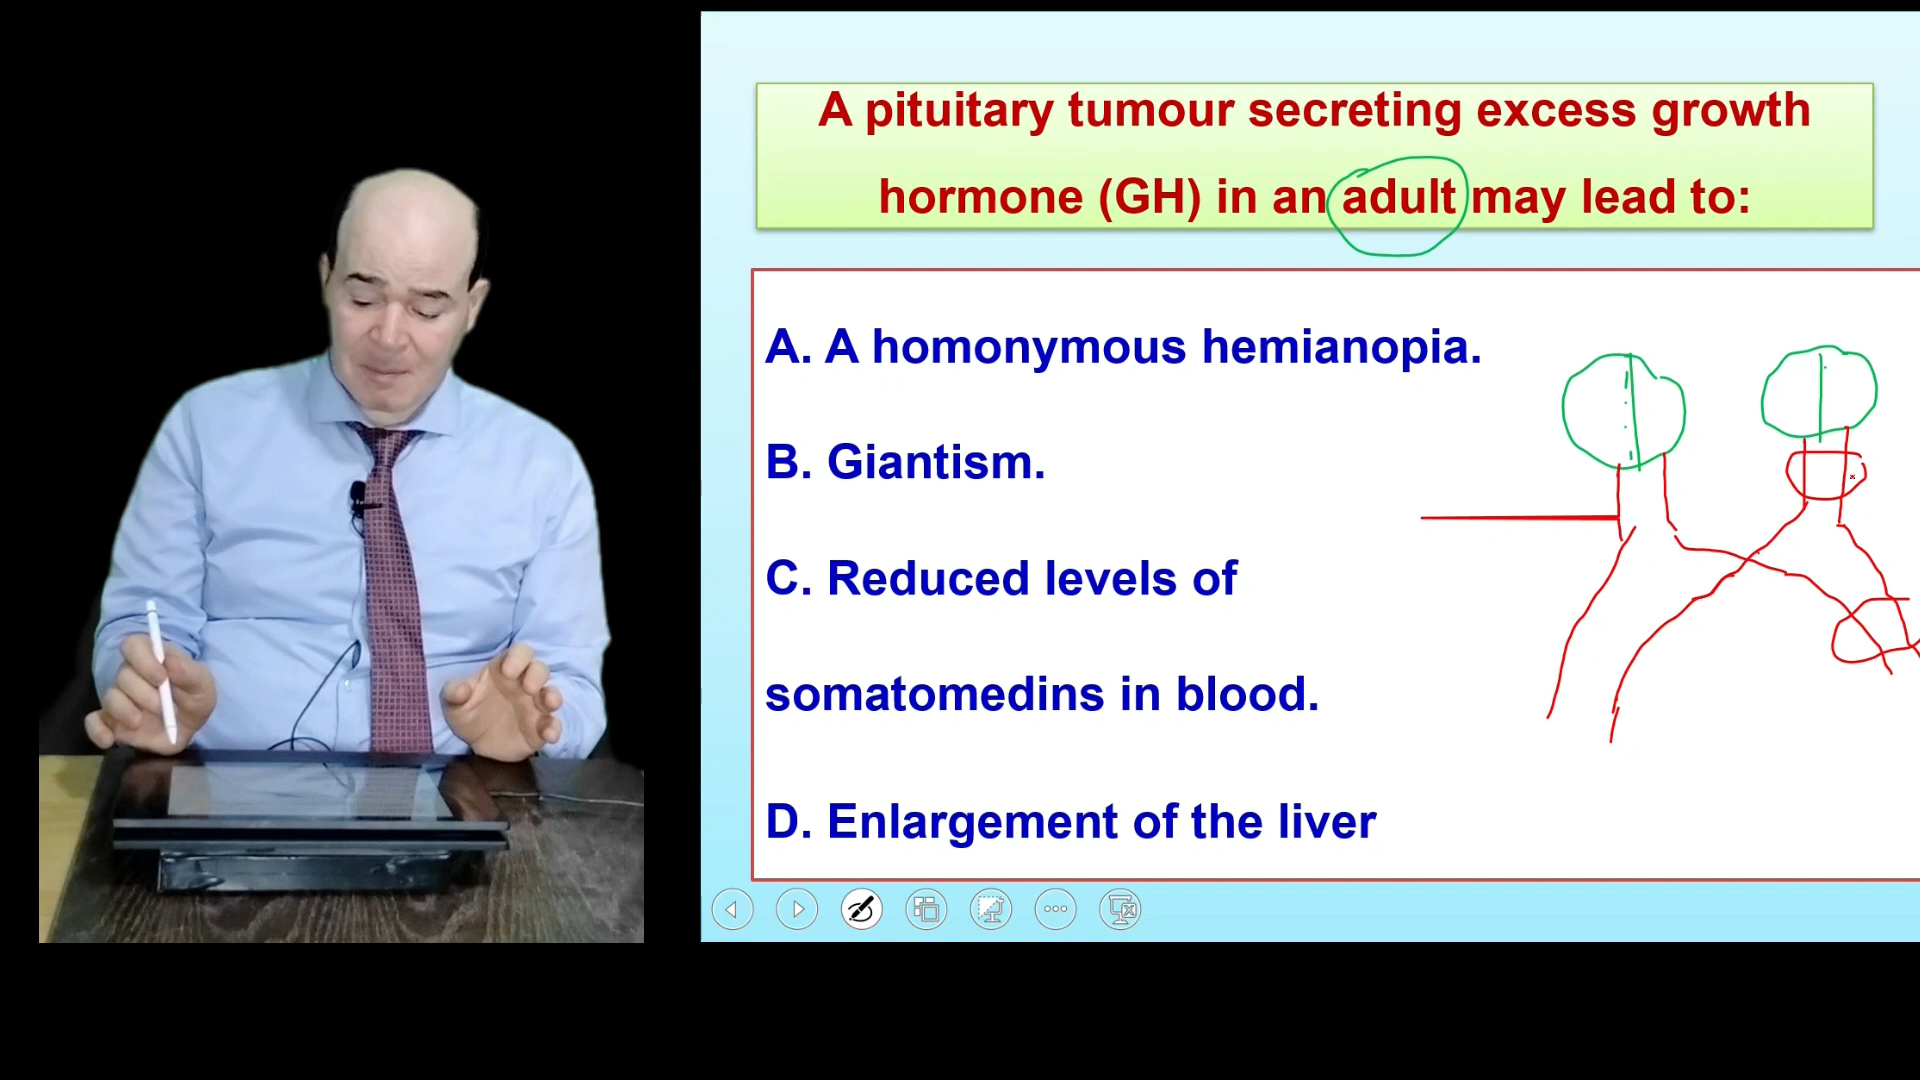 A pituitary tumour secreting excess growth
hormone (GH) in an adult may lead to:
A. A homonymous hemianopia.
B. Giantism.
C. Reduced levels of
somatomedins in blood.
D. Enlargement of the liver